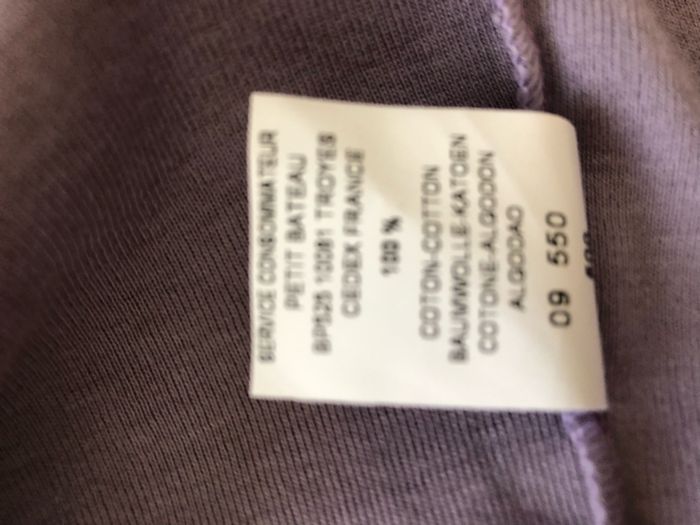 SERVICE CONSOMMATEUR
PETIT BATEAU
BP525 10081 TROYES
CEDEX FRANCE
100 %
COTON-COTTON
BAUMWOLLE-KATOEN
COTONE-ALGODON
ALGODAO
09 550